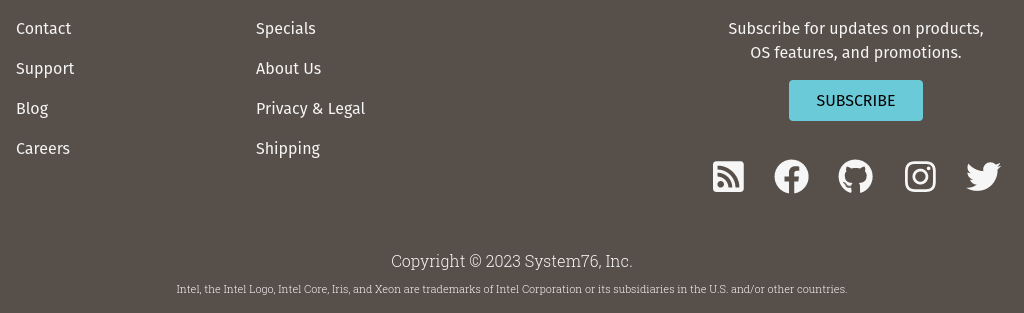 Contact
Support
Blog
Careers
Specials
About Us
Privacy & Legal
Shipping
Subscribe for updates on products,
OS features, and promotions.
SUBSCRIBE
Copyright © 2023 System76, Inc.
Intel, the Intel Logo, Intel Core, Iris, and Xeon are trademarks of Intel Corporation or its subsidiaries in the U.S. and/or other countries.